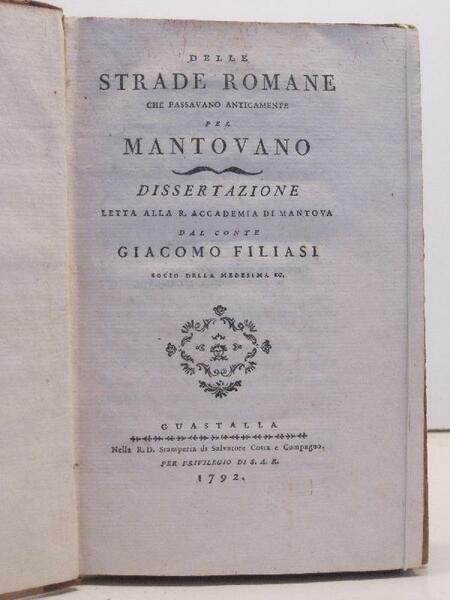 DELLE
STRADE ROMANE
CHE PASSAVANO ANTICAMENTE
PEL
MANTOVANO
DISSERTAZIONE
LETTA ALLA R. ACCADEMIA DI MANTOVA
DAL CONTE
GIACOMO FILIASI
SOCIO DELLA MEDESIMA EC.
GUASTALLA
Nella R. D. Stamperia di Salvatore Costa e Compagno,
PER PRIVILEGIO DI S. A. R.
1792.